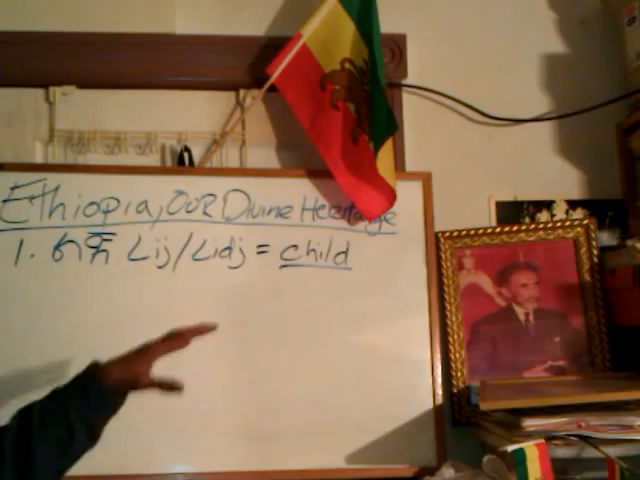 Ethiopia, Our Divine Heritage
1. ልጅ Lij/Lidj = child